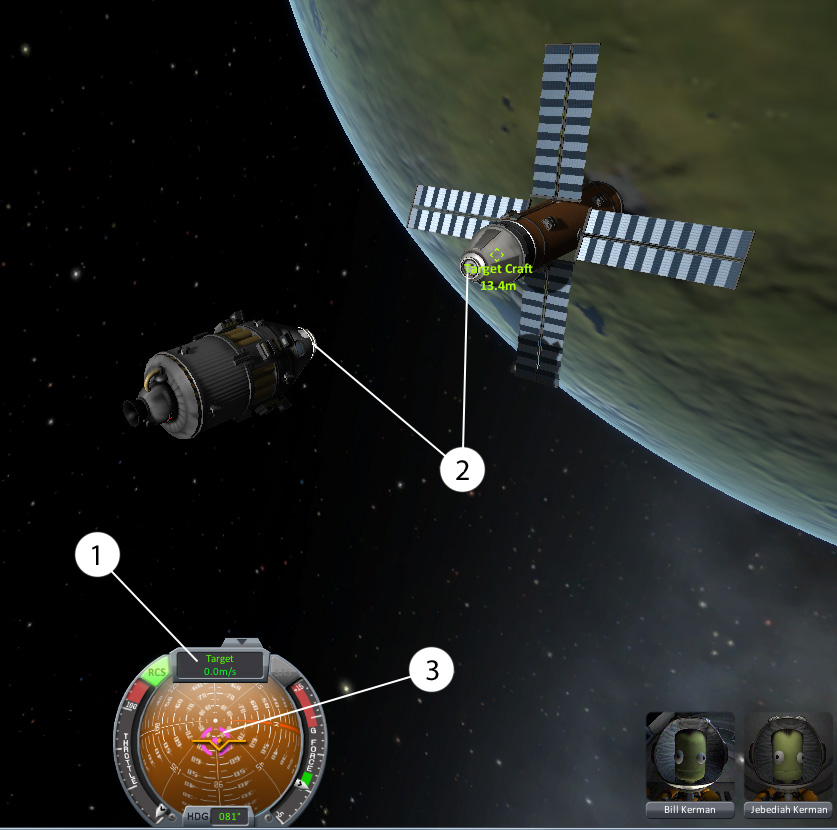 Target Craft
13.4m
2
1
Target
0.0m/s
RCS
3
100
THROTTLE
G FORCE
HDG 081°
Bill Kerman
Jebediah Kerman